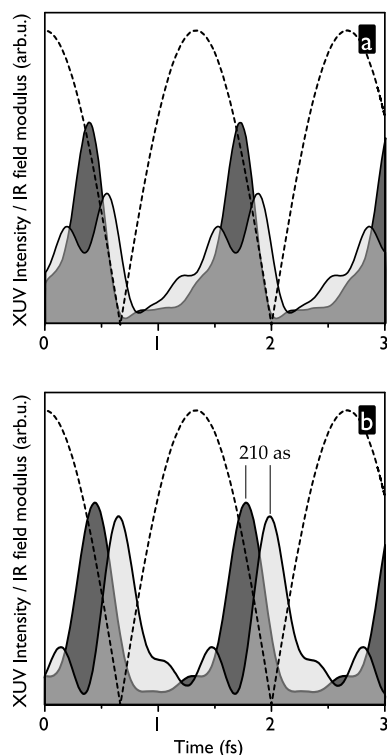 XUV Intensity / IR field modulus (arb.u.)
a
0
1
2
3
XUV Intensity / IR field modulus (arb.u.)
b
210 as
0
1
2
3
Time (fs)